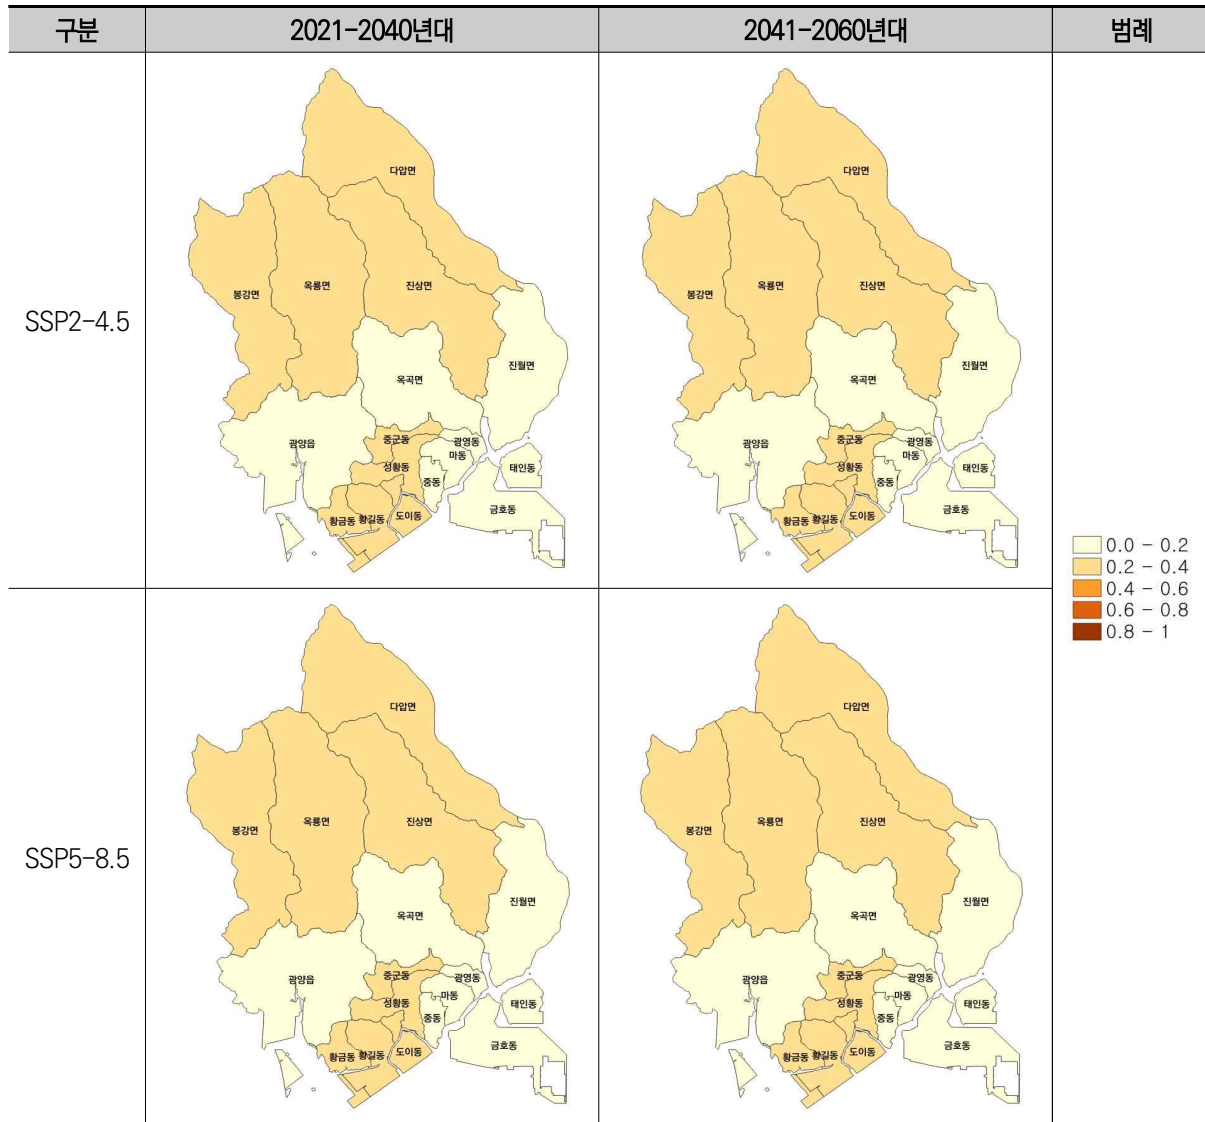 구분 2021-2040년대 2041-2060년대 범례
SSP2-4.5
다압면
봉강면 옥룡면 진상면
진월면
옥곡면
광양읍 중군동 광영동
마동
성황동 태인동
중동
황금동 황길동 도이동 금호동
다압면
봉강면 옥룡면 진상면
진월면
옥곡면
광양읍 중군동 광영동
마동
성황동 태인동
중동
황금동 황길동 도이동 금호동
0.0 - 0.2
0.2 - 0.4
0.4 - 0.6
0.6 - 0.8
0.8 - 1
SSP5-8.5
다압면
봉강면 옥룡면 진상면
진월면
옥곡면
광양읍 중군동 광영동
마동
성황동 태인동
중동
황금동 황길동 도이동 금호동
다압면
봉강면 옥룡면 진상면
진월면
옥곡면
광양읍 중군동 광영동
마동
성황동 태인동
중동
황금동 황길동 도이동 금호동